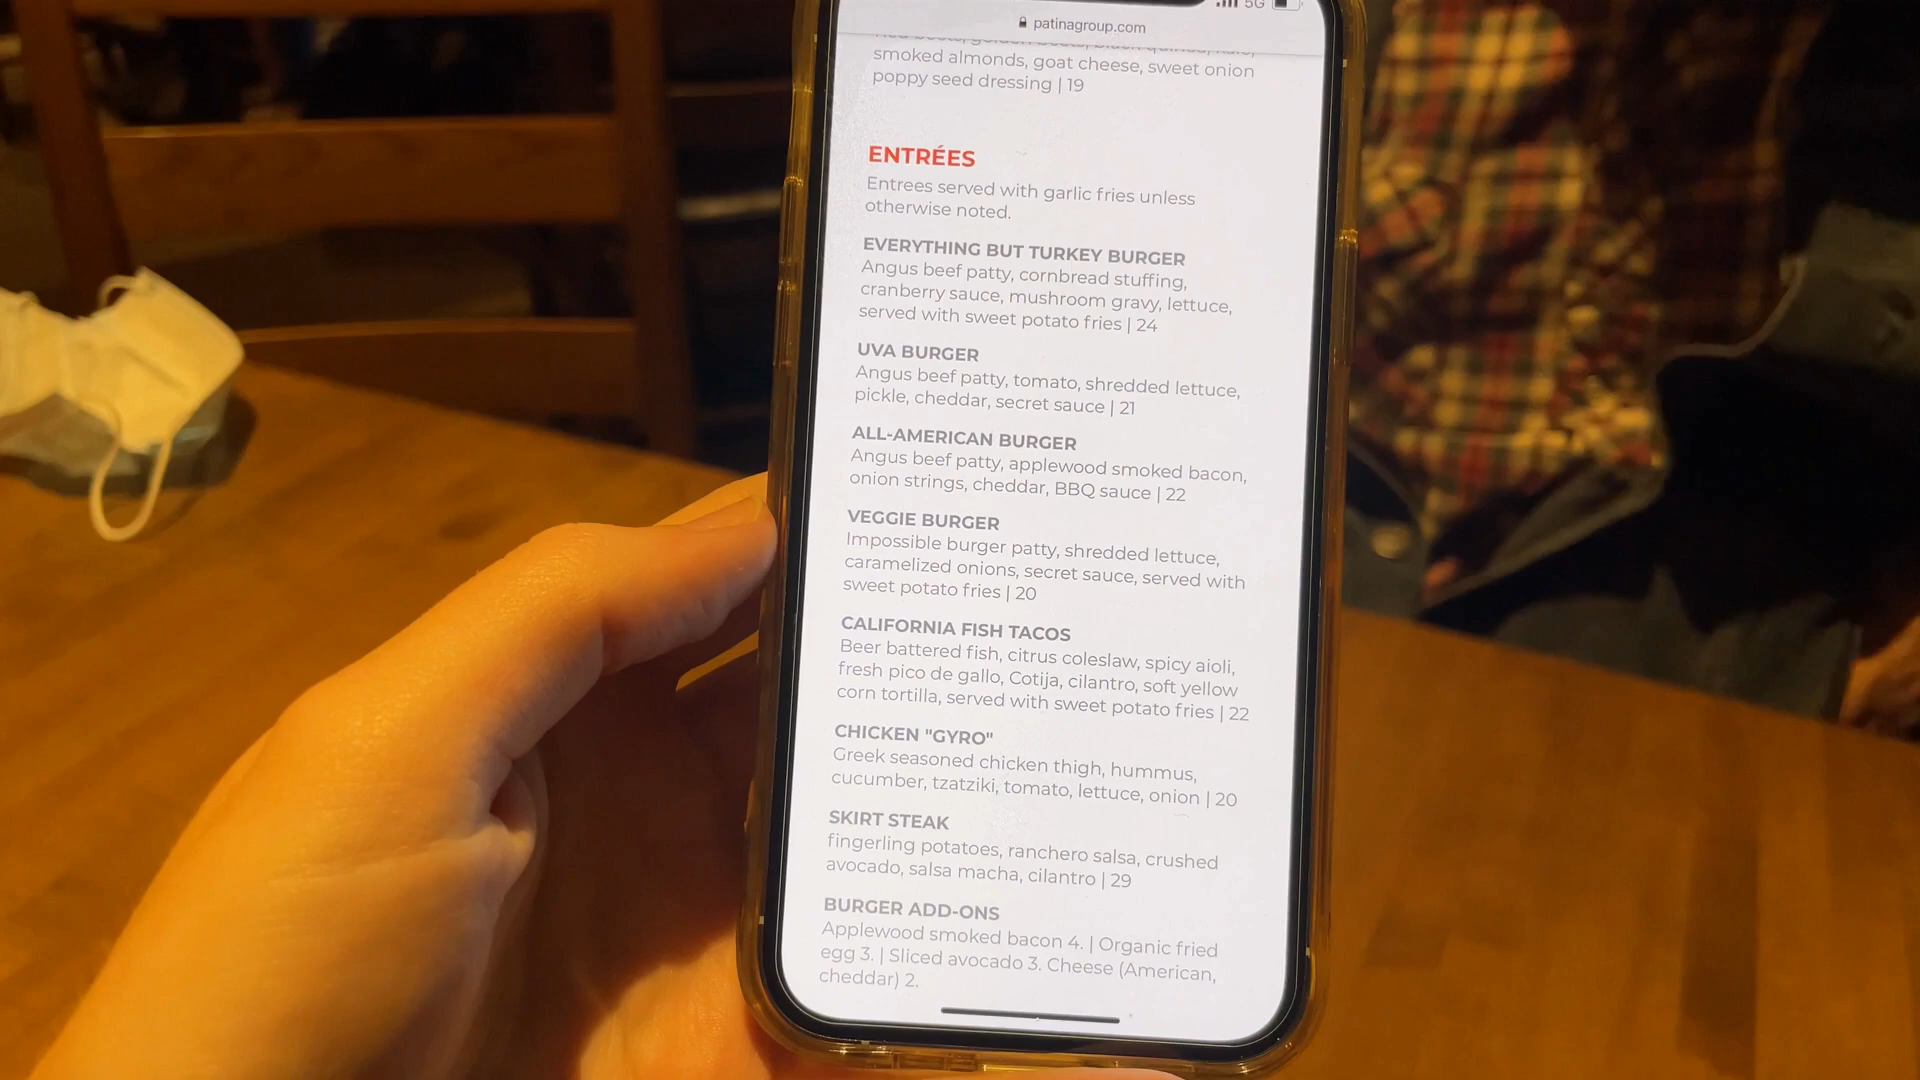 5G
patinagroup.com
smoked almonds, goat cheese, sweet onion
poppy seed dressing | 19
ENTRÉES
Entrees served with garlic fries unless
otherwise noted.
EVERYTHING BUT TURKEY BURGER
Angus beef patty, cornbread stuffing,
cranberry sauce, mushroom gravy, lettuce,
served with sweet potato fries | 24
UVA BURGER
Angus beef patty, tomato, shredded lettuce,
pickle, cheddar, secret sauce | 21
ALL-AMERICAN BURGER
Angus beef patty, applewood smoked bacon,
onion strings, cheddar, BBQ sauce | 22
VEGGIE BURGER
Impossible burger patty, shredded lettuce,
caramelized onions, secret sauce, served with
sweet potato fries | 20
CALIFORNIA FISH TACOS
Beer battered fish, citrus coleslaw, spicy aioli,
fresh pico de gallo, Cotija, cilantro, soft yellow
corn tortilla, served with sweet potato fries | 22
CHICKEN "GYRO"
Greek seasoned chicken thigh, hummus,
cucumber, tzatziki, tomato, lettuce, onion | 20
SKIRT STEAK
fingerling potatoes, ranchero salsa, crushed
avocado, salsa macha, cilantro | 29
BURGER ADD-ONS
Applewood smoked bacon 4. | Organic fried
egg 3. | Sliced avocado 3. Cheese (American,
cheddar) 2.